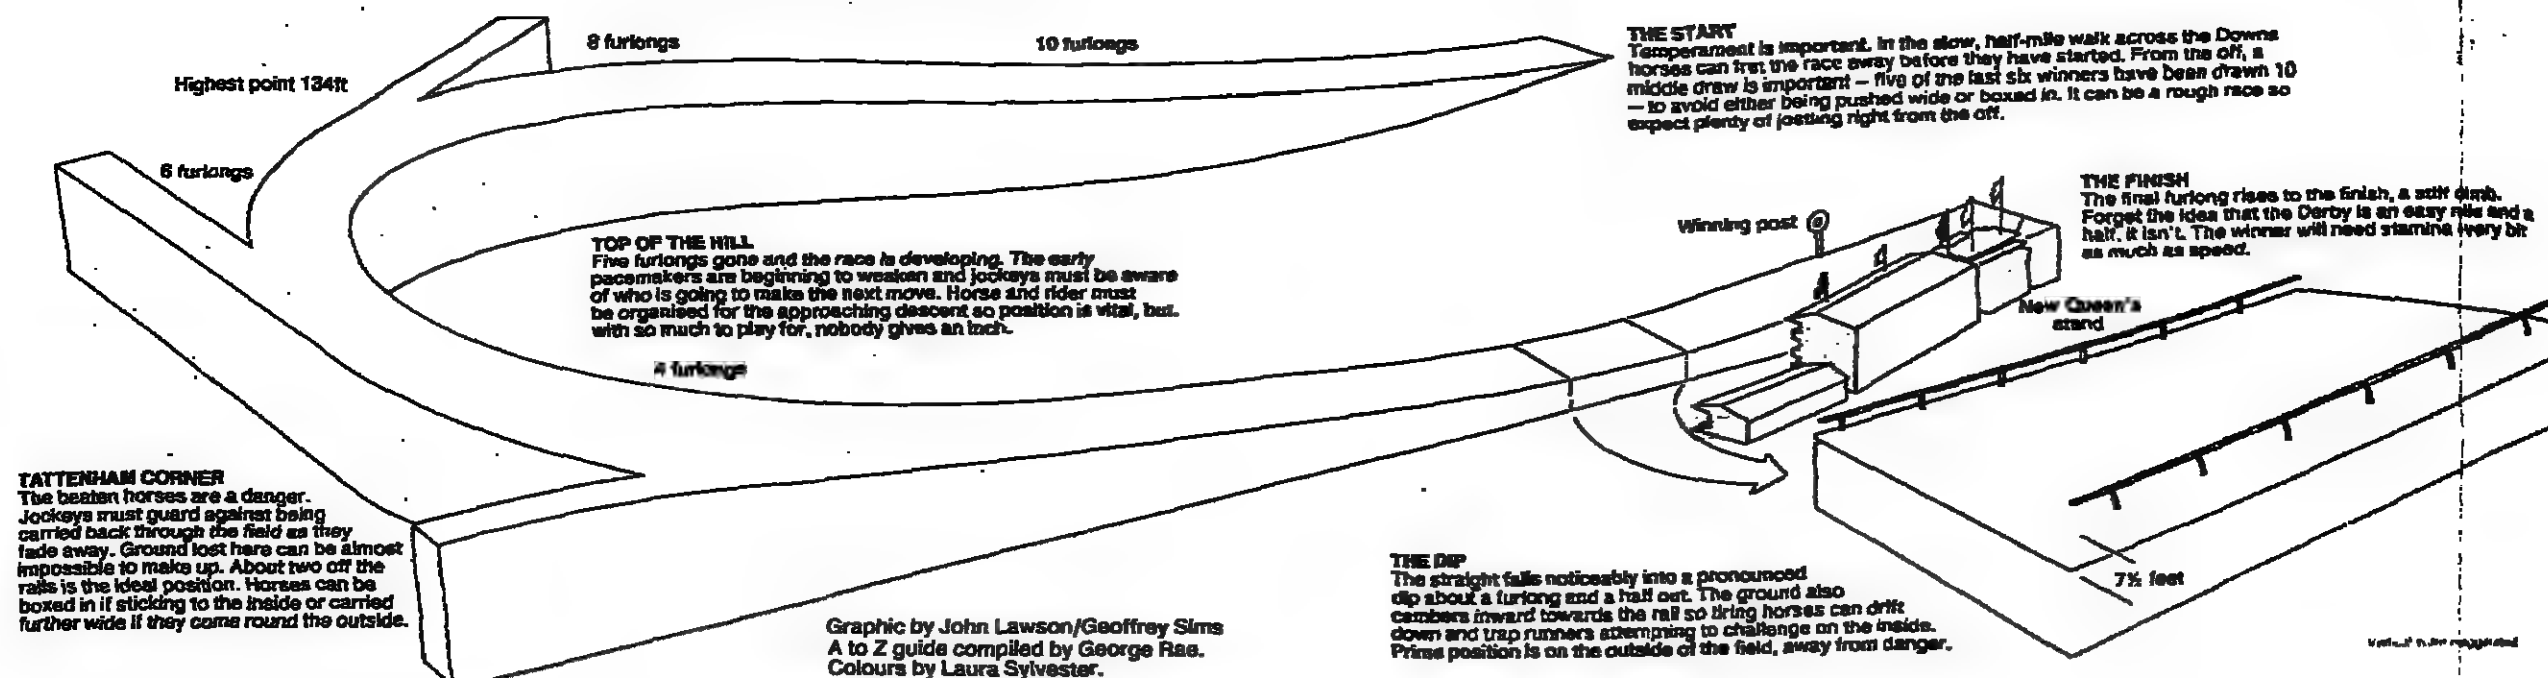 8 furlongs
10 furlongs
Highest point 134ft
6 furlongs
THE START
Temperament is important. In the slow, half-mile walk across the Downs
horses can fret the race away before they have started. From the off, a
middle draw is important – five of the last six winners have been drawn 10
– to avoid either being pushed wide or boxed in. It can be a rough race so
expect plenty of jostling right from the off.
THE FINISH
The final furlong rises to the finish, a stiff climb.
Forget the idea that the Derby is an easy mile and a
half. It isn't. The winner will need stamina every bit
as much as speed.
Winning post
New Queen's
stand
TOP OF THE HILL
Five furlongs gone and the race is developing. The early
pacemakers are beginning to weaken and jockeys must be aware
of who is going to make the next move. Horse and rider must
be organised for the approaching descent so position is vital, but.
with so much to play for, nobody gives an inch.
4 furlongs
TATTENHAM CORNER
The beaten horses are a danger.
Jockeys must guard against being
carried back through the field as they
fade away. Ground lost here can be almost
impossible to make up. About two off the
rails is the ideal position. Horses can be
boxed in if sticking to the inside or carried
further wide if they come round the outside.
THE DIP
The straight falls noticeably into a pronounced
dip about a furlong and a half out. The ground also
cambers inward towards the rail so tiring horses can drift
down and trap runners attempting to challenge on the inside.
Prime position is on the outside of the field, away from danger.
7½ feet
Graphic by John Lawson/Geoffrey Sims
A to Z guide compiled by George Rae.
Colours by Laura Sylvester.